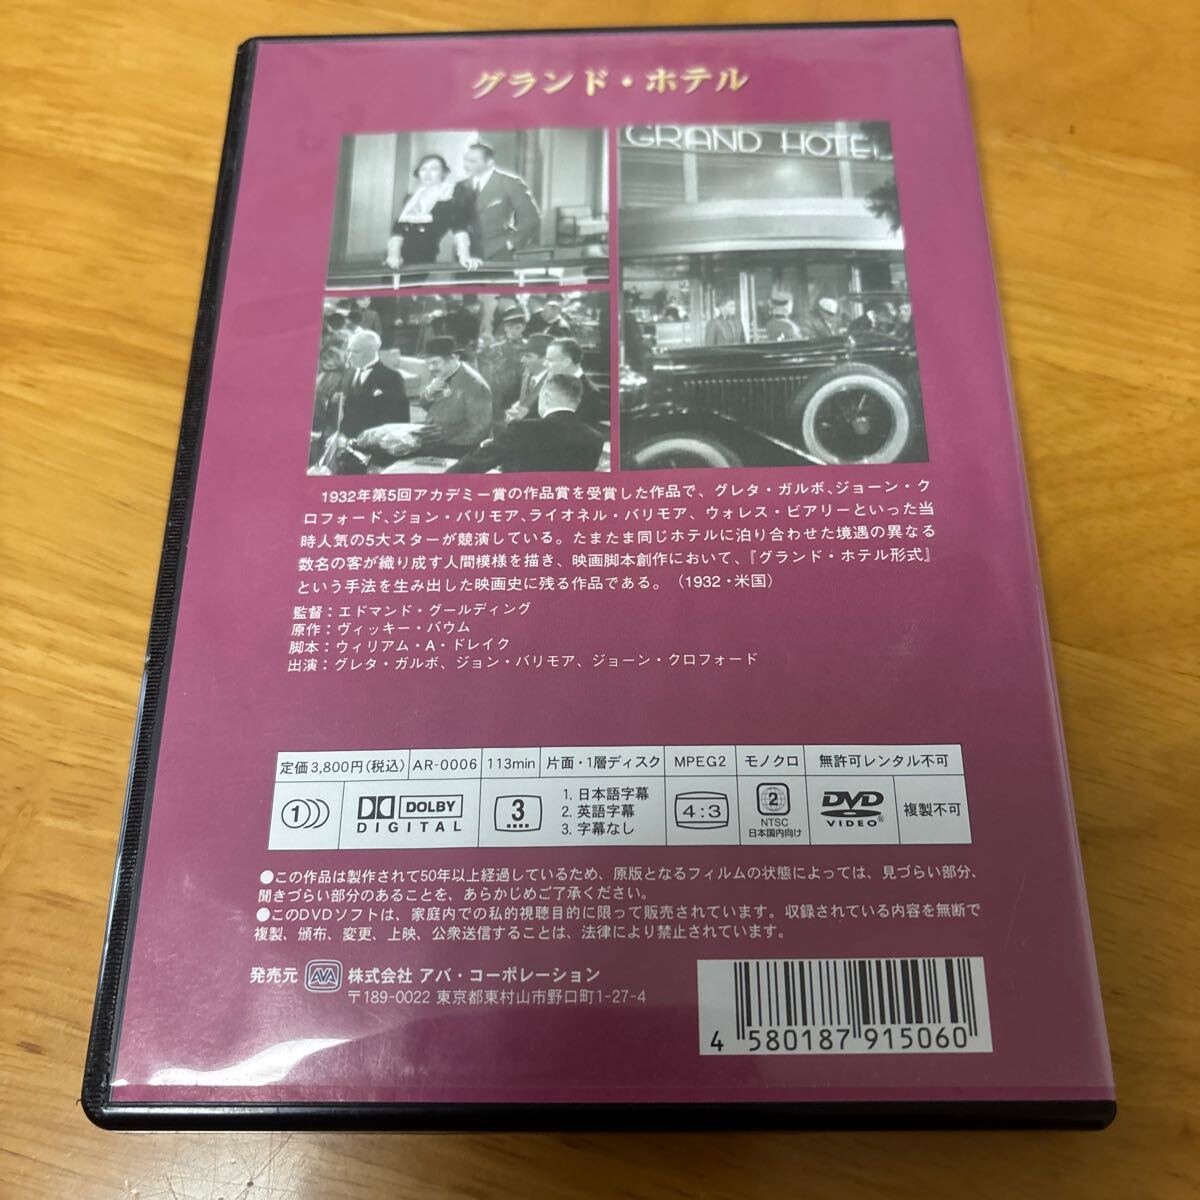 グランド・ホテル
GRAND HOTEL
1932年第5回アカデミー賞の作品賞を受賞した作品で、グレタ・ガルボ、ジョーン・ク
ロフォード、ジョン・バリモア、ライオネル・バリモア、ウォレス・ビアリーといった当
時人気の5大スターが競演している。たまたま同じホテルに泊り合わせた境遇の異なる
数名の客が織り成す人間模様を描き、映画脚本創作において、『グランド・ホテル形式』
という手法を生み出した映画史に残る作品である。（1932・米国）
監督：エドマンド・グールディング
原作：ヴィッキー・バウム
脚本：ウィリアム・A・ドレイク
出演：グレタ・ガルボ、ジョン・バリモア、ジョーン・クロフォード
定価3,800円(税込) AR-0006 113min 片面・1層ディスク MPEG2 モノクロ 無許可レンタル不可
1 DOLBY DIGITAL
3
1. 日本語字幕
2. 英語字幕
3. 字幕なし
4:3
2 NTSC 日本国内向け
DVD VIDEO®
複製不可
●この作品は製作されて50年以上経過しているため、原版となるフィルムの状態によっては、見づらい部分、
聞きづらい部分のあることを、あらかじめご了承ください。
●このDVDソフトは、家庭内での私的視聴目的に限って販売されています。収録されている内容を無断で
複製、頒布、変更、上映、公衆送信することは、法律により禁止されています。
発売元 AVA 株式会社 アバ・コーポレーション
〒189-0022 東京都東村山市野口町1-27-4
4 580187 915060